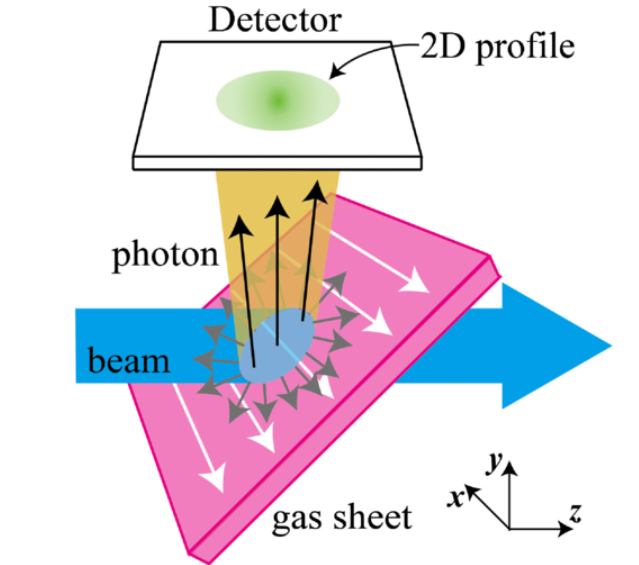 Detector
2D profile
photon
beam
gas sheet
y
x
z